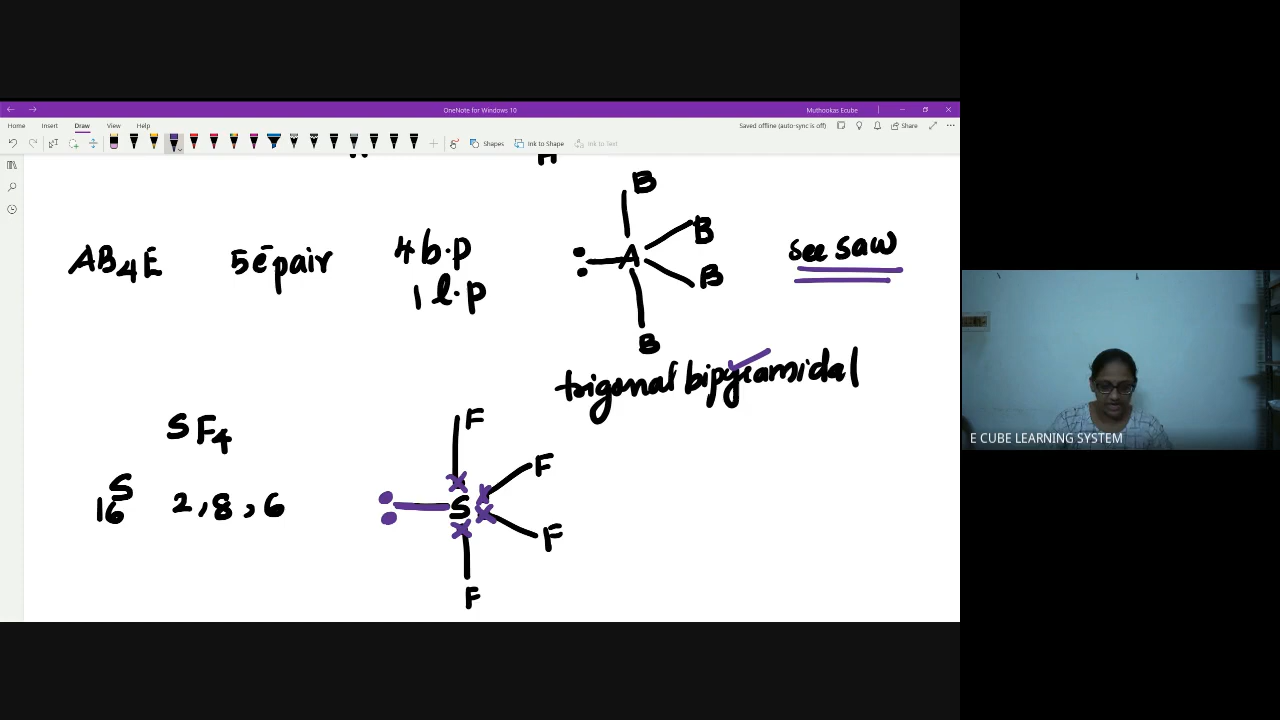 OneNote for Windows 10
Muthookas Ecube
Home Insert Draw View Help
Saved offline (auto-sync is off)
Share
Shapes
Ink to Shape
Ink to Text
H H
AB4E 5ē pair 4 b.p
1 l.p
B
B
: A
B
B
see saw
trigonal bipyramidal
SF4
16S 2, 8, 6
F
F
: S
F
F
E CUBE LEARNING SYSTEM